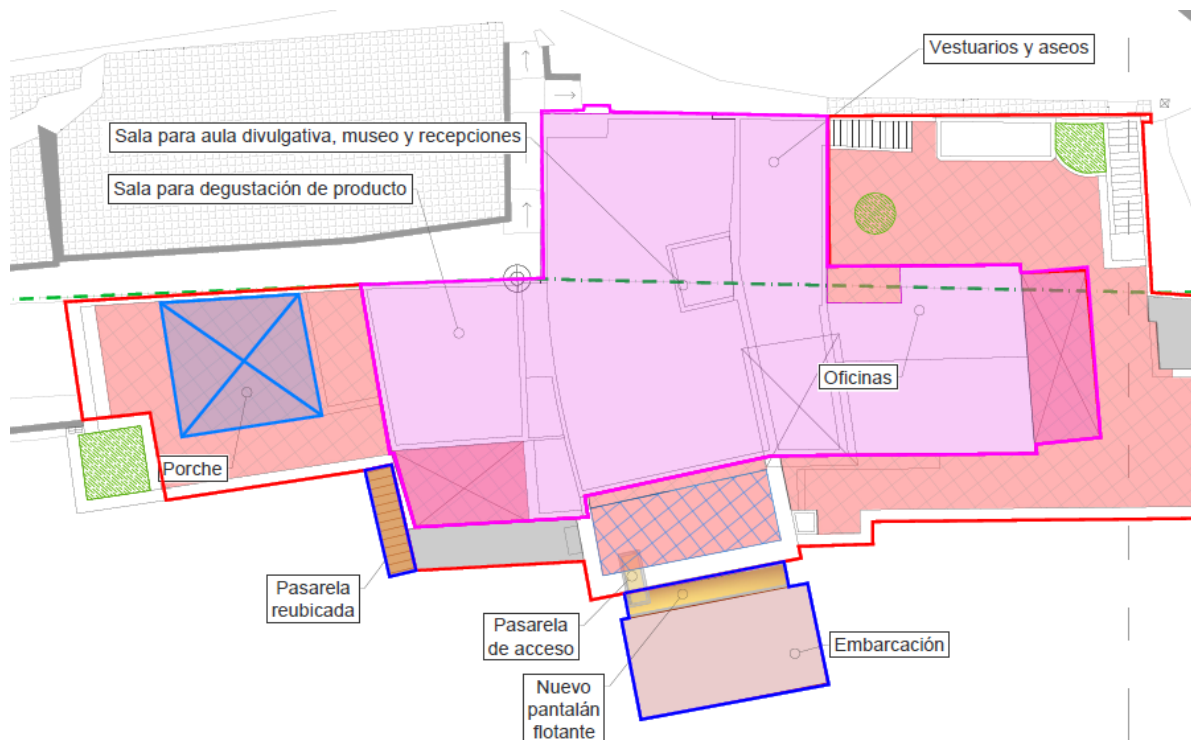 Vestuarios y aseos
Sala para aula divulgativa, museo y recepciones
Sala para degustación de producto
Oficinas
Porche
Pasarela
reubicada
Pasarela
de acceso
Embarcación
Nuevo
pantalán
flotante